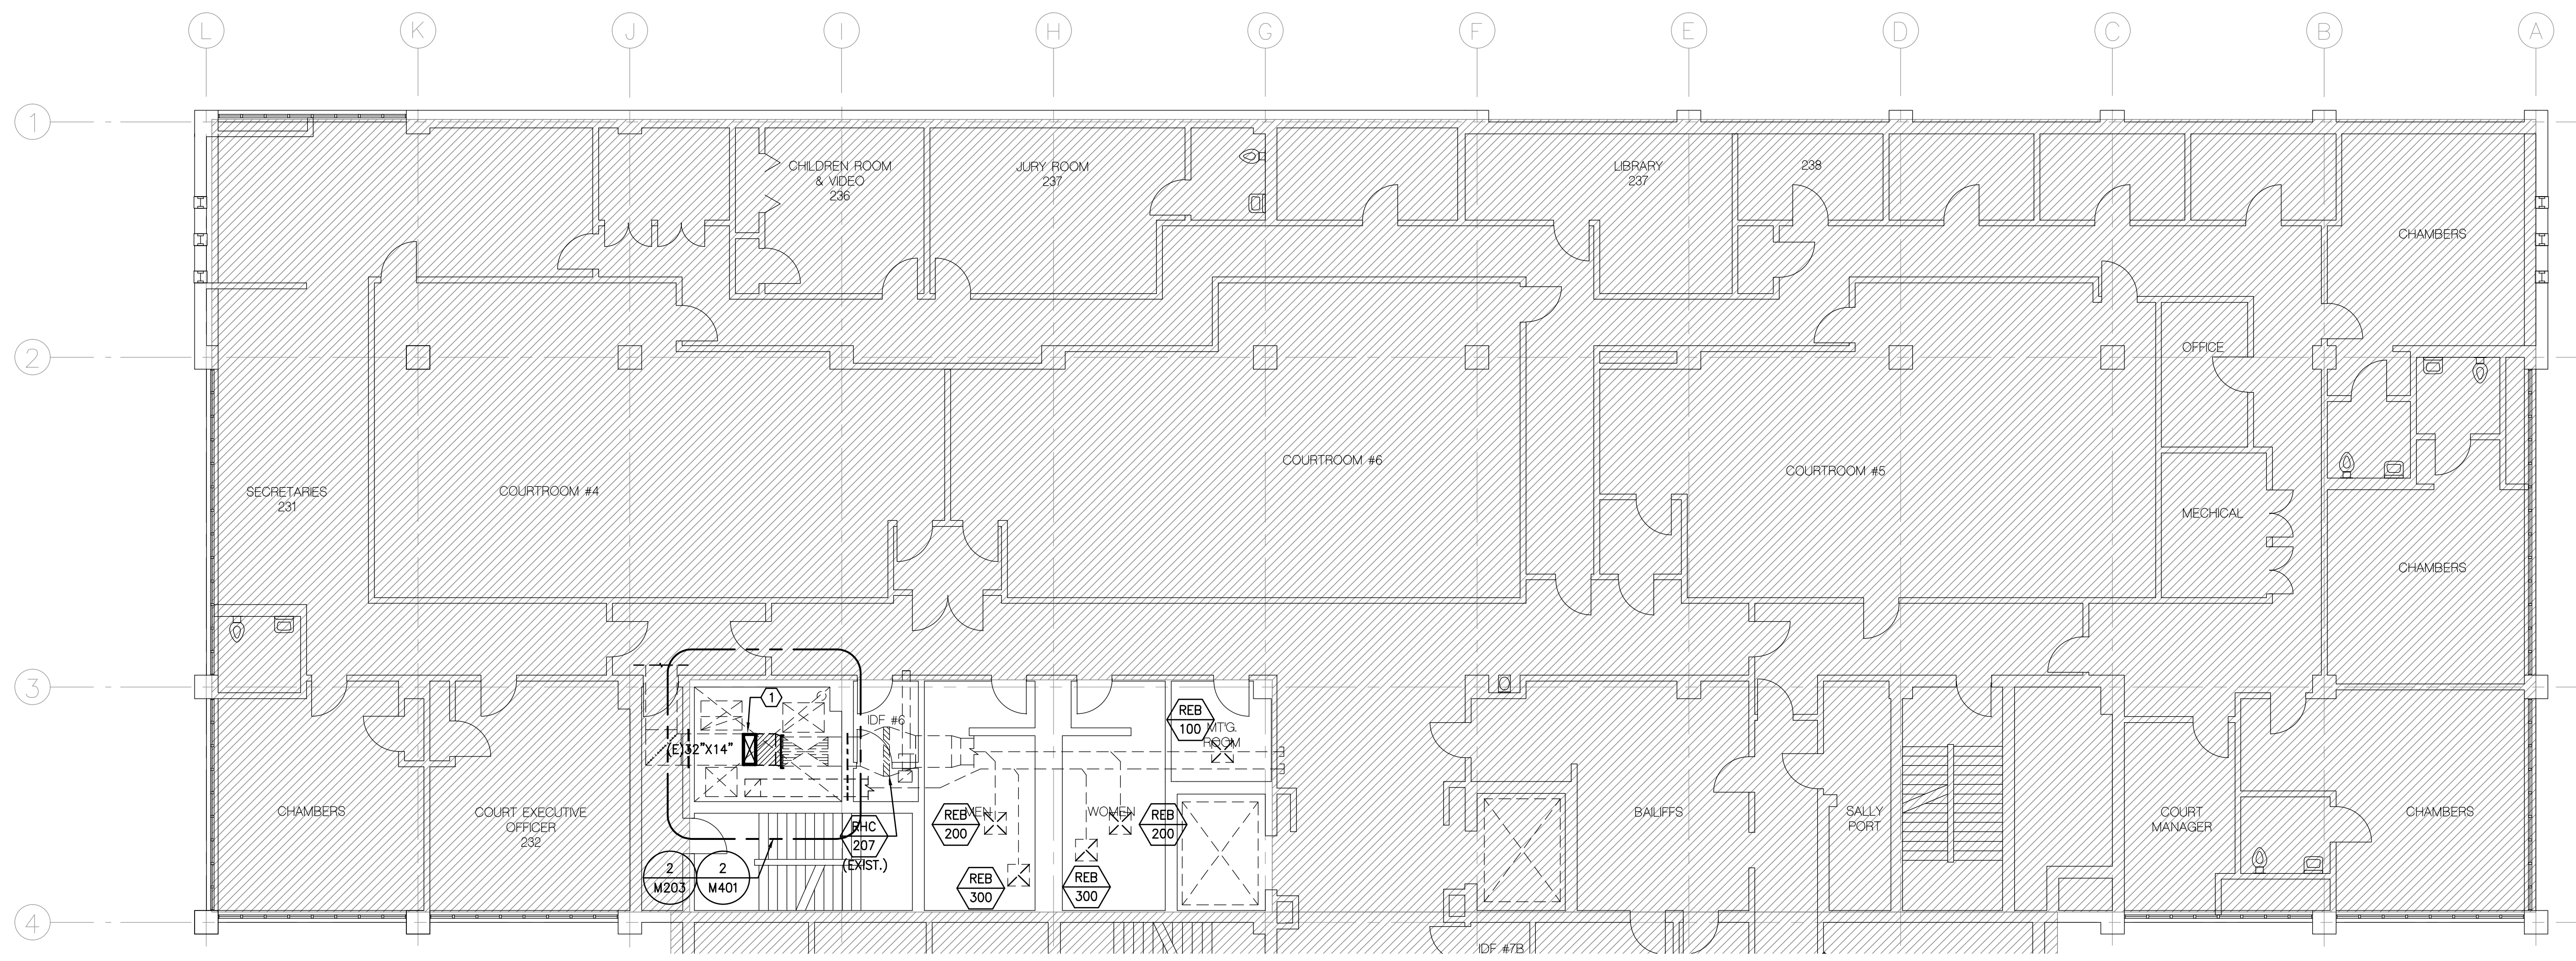 L K J I H G F E D C B A
1
CHILDREN ROOM
& VIDEO
236
JURY ROOM
237
LIBRARY
237
238
CHAMBERS
2
OFFICE
COURTROOM #6
COURTROOM #5
SECRETARIES
231
COURTROOM #4
MECHICAL
CHAMBERS
3
1
IDF #6
REB
100
MT'G.
ROOM
(E)32"X14"
CHAMBERS
COURT EXECUTIVE
OFFICER
232
RHC
207
(EXIST.)
REB
200
MEN
WOMEN
REB
200
BAILIFFS
SALLY
PORT
COURT
MANAGER
CHAMBERS
2
M203
2
M401
REB
300
REB
300
4
IDF #7B